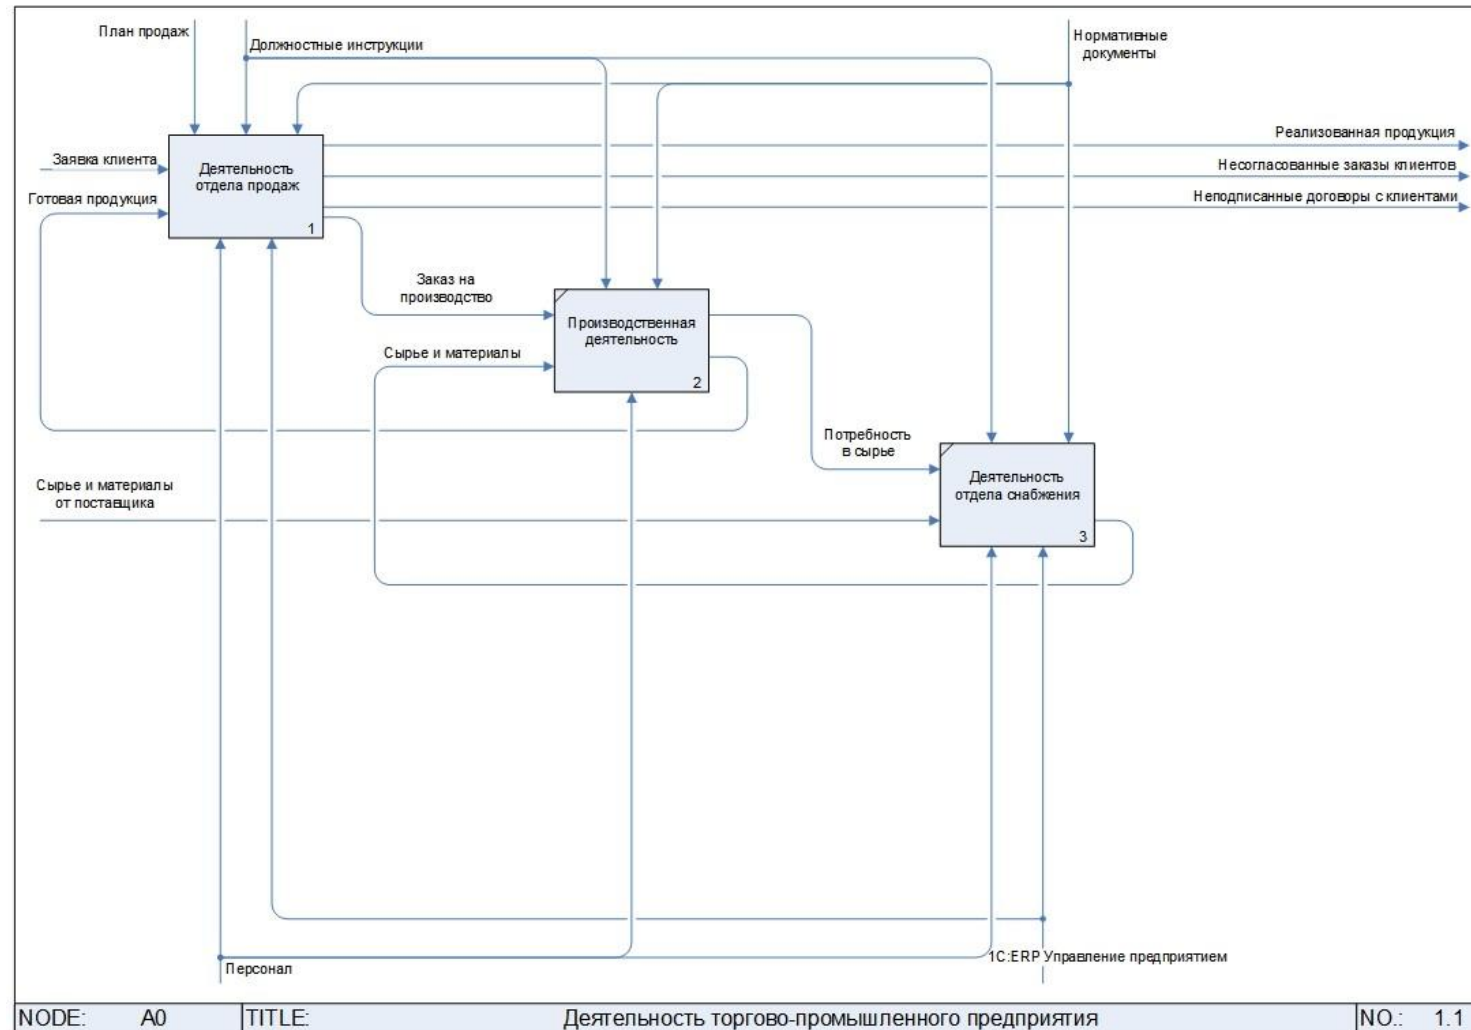 План продаж
Должностные инструкции
Нормативные
документы
Реализованная продукция
Заявка клиента
Несогласованные заказы клиентов
Деятельность
отдела продаж
1
Готовая продукция
Неподписанные договоры с клиентами
Заказ на
производство
Производственная
деятельность
2
Сырье и материалы
Потребность
в сырье
Деятельность
отдела снабжения
3
Сырье и материалы
от поставщика
1С:ERP Управление предприятием
Персонал
NODE: A0 TITLE: Деятельность торгово-промышленного предприятия NO.: 1.1